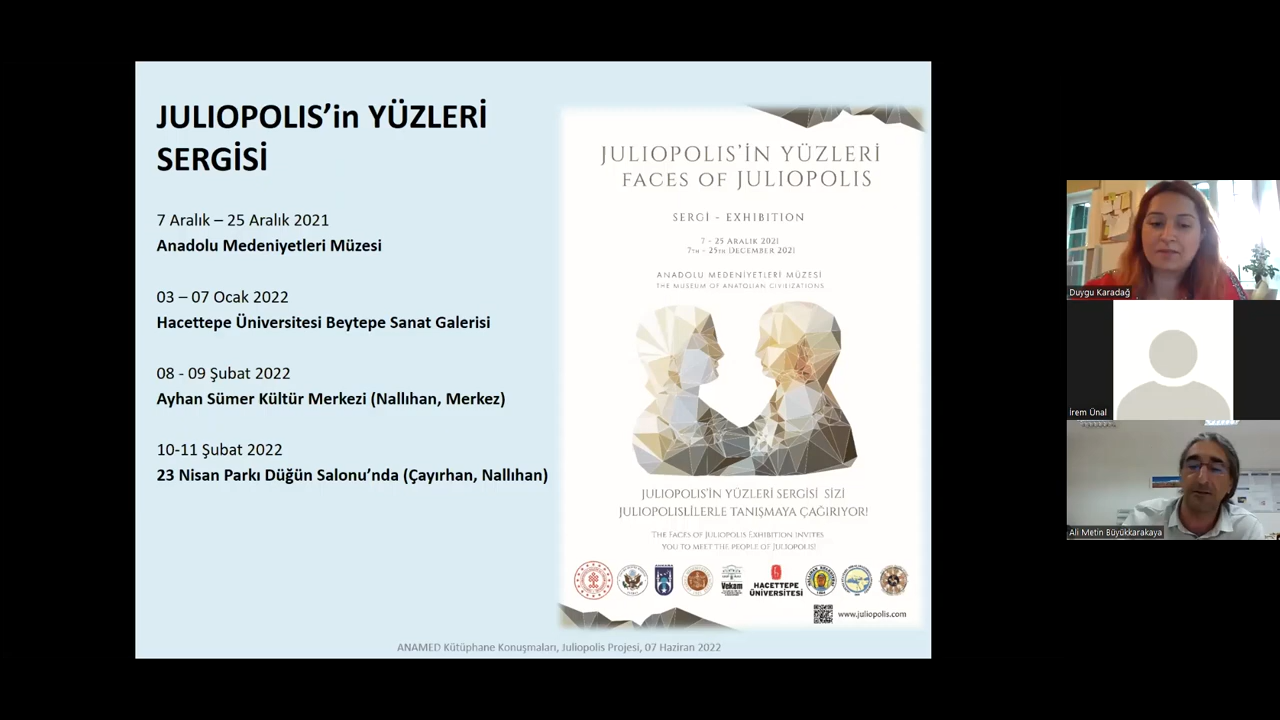 JULIOPOLIS’in YÜZLERİ
SERGİSİ
7 Aralık – 25 Aralık 2021
Anadolu Medeniyetleri Müzesi
03 – 07 Ocak 2022
Hacettepe Üniversitesi Beytepe Sanat Galerisi
08 - 09 Şubat 2022
Ayhan Sümer Kültür Merkezi (Nallıhan, Merkez)
10-11 Şubat 2022
23 Nisan Parkı Düğün Salonu’nda (Çayırhan, Nallıhan)
JULIOPOLIS’İN YÜZLERİ
FACES OF JULIOPOLIS
SERGİ - EXHIBITION
7 - 25 ARALIK 2021
7TH - 25TH DECEMBER 2021
ANADOLU MEDENİYETLERİ MÜZESİ
THE MUSEUM OF ANATOLIAN CIVILIZATIONS
JULIOPOLIS’İN YÜZLERİ SERGİSİ SİZİ
JULIOPOLISLİLERLE TANIŞMAYA ÇAĞIRIYOR!
THE FACES OF JULIOPOLIS EXHIBITION INVITES
YOU TO MEET THE PEOPLE OF JULIOPOLIS!
Vekam
HACETTEPE
ÜNİVERSİTESİ
www.juliopolis.com
ANAMED Kütüphane Konuşmaları, Juliopolis Projesi, 07 Haziran 2022
Duygu Karadağ
İrem Ünal
Ali Metin Büyükkarakaya